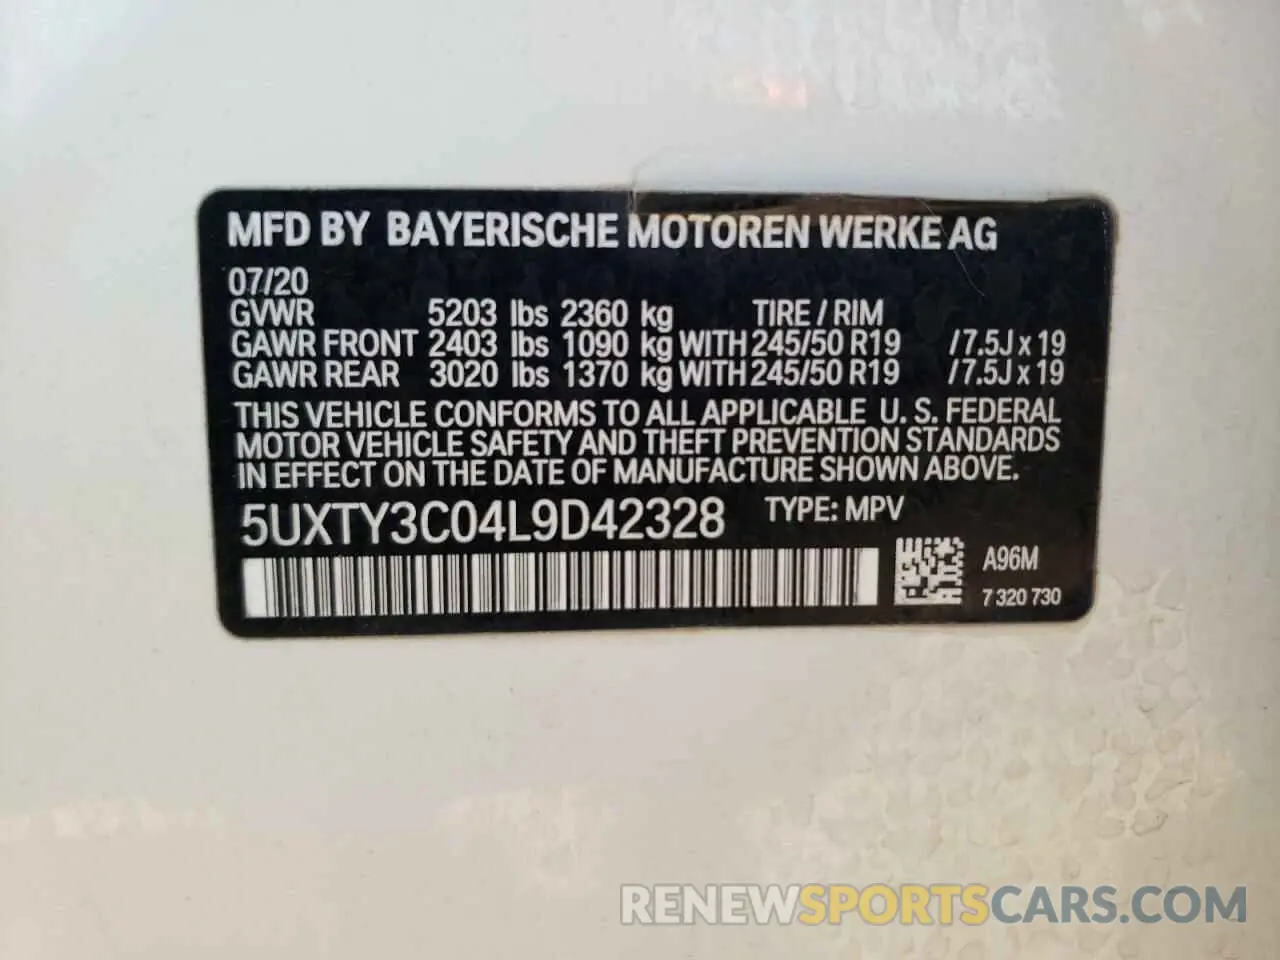 MFD BY BAYERISCHE MOTOREN WERKE AG
07/20
GVWR 5203 lbs 2360 kg TIRE / RIM
GAWR FRONT 2403 lbs 1090 kg WITH 245/50 R19 / 7.5J x 19
GAWR REAR 3020 lbs 1370 kg WITH 245/50 R19 / 7.5J x 19
THIS VEHICLE CONFORMS TO ALL APPLICABLE U. S. FEDERAL
MOTOR VEHICLE SAFETY AND THEFT PREVENTION STANDARDS
IN EFFECT ON THE DATE OF MANUFACTURE SHOWN ABOVE.
5UXTY3C04L9D42328 TYPE: MPV
A96M
7 320 730
RENEWSPORTSCARS.COM